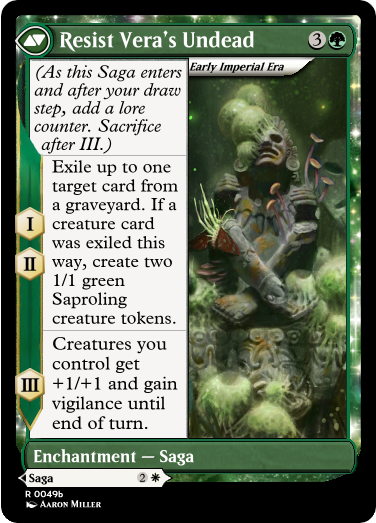 Resist Vera's Undead 3
Early Imperial Era
(As this Saga enters
and after your draw
step, add a lore
counter. Sacrifice
after III.)
I
II
Exile up to one
target card from
a graveyard. If a
creature card
was exiled this
way, create two
1/1 green
Saproling
creature tokens.
III
Creatures you
control get
+1/+1 and gain
vigilance until
end of turn.
Enchantment — Saga
Saga 2
R 0049b
Aaron Miller